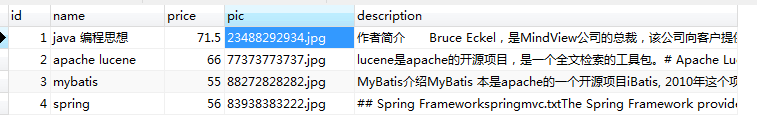 id name price pic description
1 java 编程思想 71.5 23488292934.jpg 作者简介 Bruce Eckel，是MindView公司的总裁，该公司向客户提供
2 apache lucene 66 77373773737.jpg lucene是apache的开源项目，是一个全文检索的工具包。# Apache Luc
3 mybatis 55 88272828282.jpg MyBatis介绍MyBatis 本是apache的一个开源项目iBatis, 2010年这个项
4 spring 56 83938383222.jpg ## Spring Frameworkspringmvc.txtThe Spring Framework provide